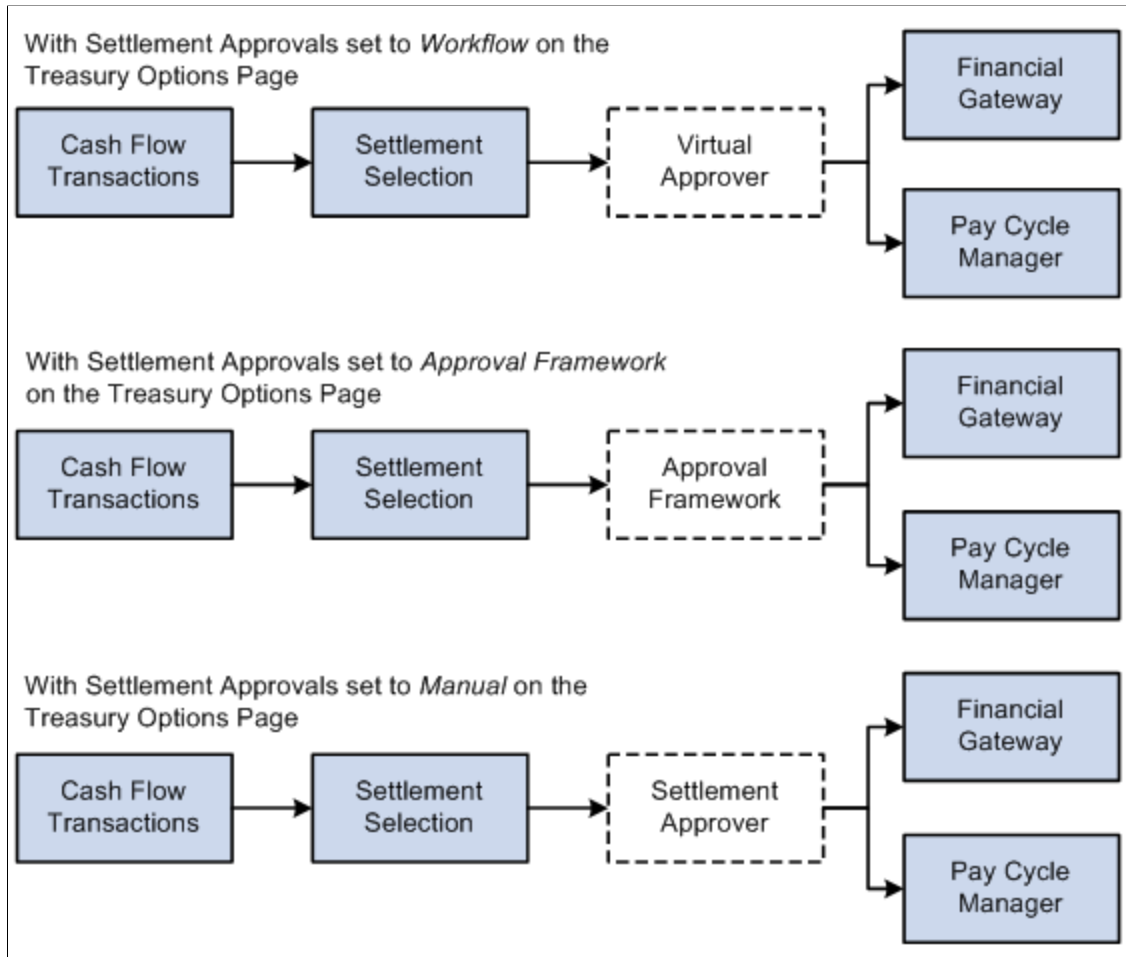 With Settlement Approvals set to Workflow on the
Treasury Options Page
Cash Flow
Transactions
Settlement
Selection
Virtual
Approver
Financial
Gateway
Pay Cycle
Manager
With Settlement Approvals set to Approval Framework
on the Treasury Options Page
Cash Flow
Transactions
Settlement
Selection
Approval
Framework
Financial
Gateway
Pay Cycle
Manager
With Settlement Approvals set to Manual on the
Treasury Options Page
Cash Flow
Transactions
Settlement
Selection
Settlement
Approver
Financial
Gateway
Pay Cycle
Manager